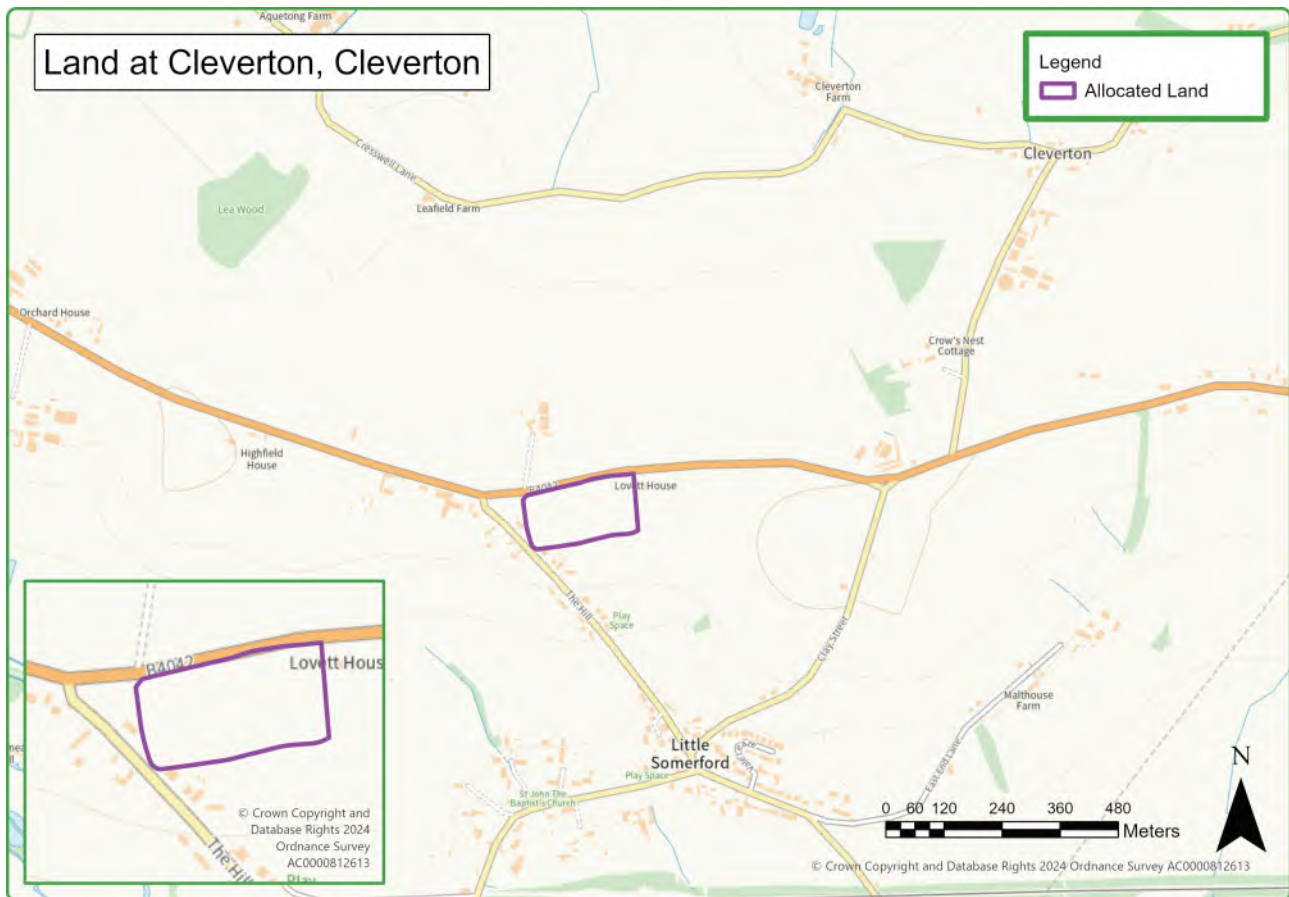 Aquetong Farm
Land at Cleverton, Cleverton
Legend
Allocated Land
Cleverton
Farm
Cleverton
Cresswell Lane
Lea Wood
Leafield Farm
Orchard House
Crow's Nest
Cottage
Highfield
House
B4042
Lovett House
The Hill
Play
Space
Clay Street
Malthouse
Farm
East End Lane
Little
Somerford
Play Space
St John The
Baptist's Church
B4042
Lovett Hous
The Hill
Play
© Crown Copyright and
Database Rights 2024
Ordnance Survey
AC0000812613
N
0 60 120 240 360 480
Meters
© Crown Copyright and Database Rights 2024 Ordnance Survey AC0000812613